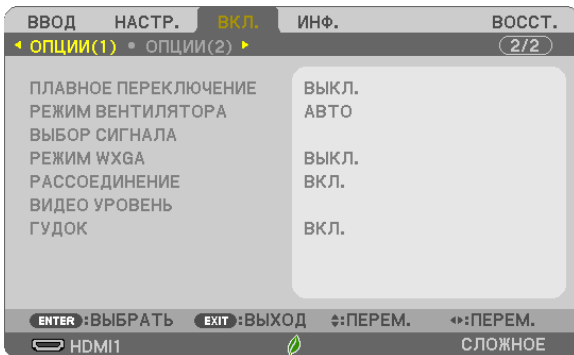 ВВОД НАСТР. ВКЛ. ИНФ. ВОССТ.
ОПЦИИ(1) ОПЦИИ(2) 2/2
ПЛАВНОЕ ПЕРЕКЛЮЧЕНИЕ ВЫКЛ.
РЕЖИМ ВЕНТИЛЯТОРА АВТО
ВЫБОР СИГНАЛА
РЕЖИМ WXGA ВЫКЛ.
РАССОЕДИНЕНИЕ ВКЛ.
ВИДЕО УРОВЕНЬ
ГУДОК ВКЛ.
ENTER :ВЫБРАТЬ EXIT :ВЫХОД :ПЕРЕМ. :ПЕРЕМ.
HDMI1 СЛОЖНОЕ